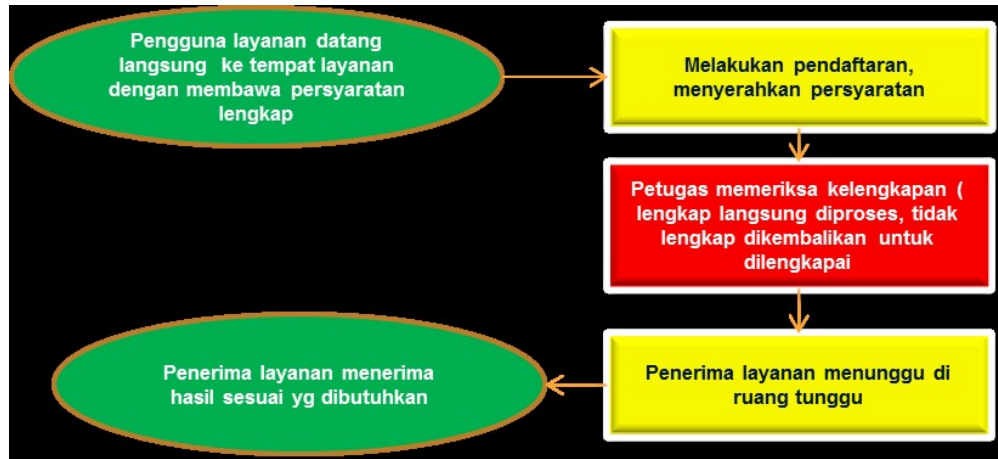 Pengguna layanan datang
langsung ke tempat layanan
dengan membawa persyaratan
lengkap
Melakukan pendaftaran,
menyerahkan persyaratan
Petugas memeriksa kelengkapan (
lengkap langsung diproses, tidak
lengkap dikembalikan untuk
dilengkapai
Penerima layanan menunggu di
ruang tunggu
Penerima layanan menerima
hasil sesuai yg dibutuhkan